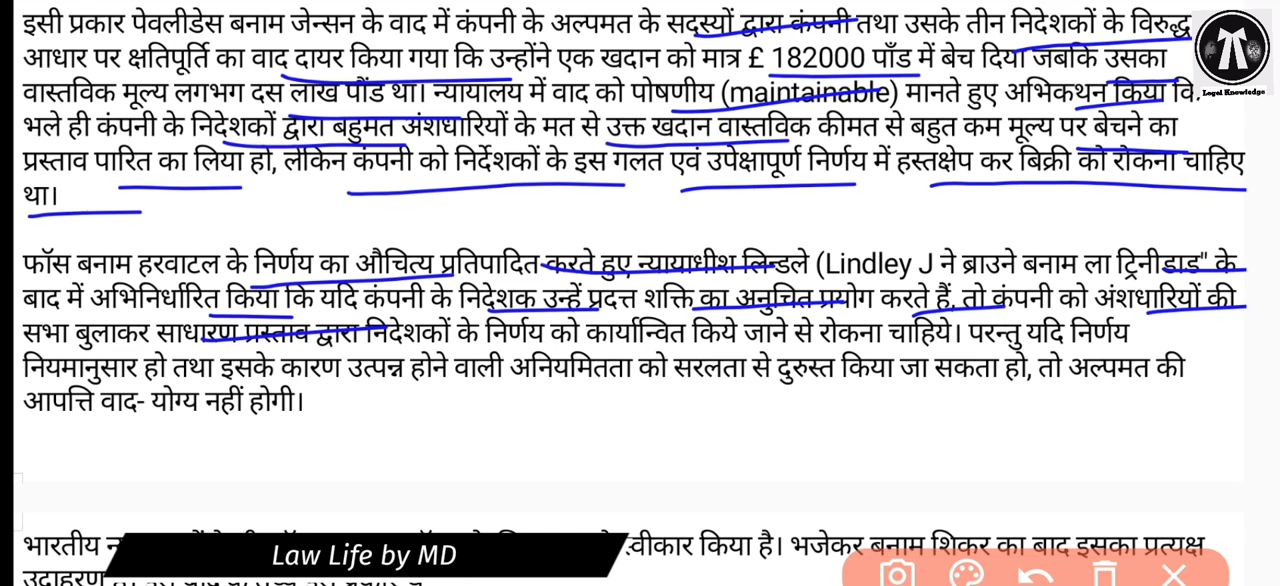 इसी प्रकार पेवलीडेस बनाम जेन्सन के वाद में कंपनी के अल्पमत के सदस्यों द्वारा कंपनी तथा उसके तीन निदेशकों के विरुद्ध
आधार पर क्षतिपूर्ति का वाद दायर किया गया कि उन्होंने एक खदान को मात्र £ 182000 पाँड में बेच दिया जबकि उसका
वास्तविक मूल्य लगभग दस लाख पौंड था। न्यायालय में वाद को पोषणीय (maintainable) मानते हुए अभिकथन किया कि
भले ही कंपनी के निदेशकों द्वारा बहुमत अंशधारियों के मत से उक्त खदान वास्तविक कीमत से बहुत कम मूल्य पर बेचने का
प्रस्ताव पारित का लिया हो, लेकिन कंपनी को निर्देशकों के इस गलत एवं उपेक्षापूर्ण निर्णय में हस्तक्षेप कर बिक्री को रोकना चाहिए
था।
फॉस बनाम हरवाटल के निर्णय का औचित्य प्रतिपादित करते हुए न्यायाधीश लिन्डले (Lindley J ने ब्राउने बनाम ला ट्रिनीडाड" के
बाद में अभिनिर्धारित किया कि यदि कंपनी के निदेशक उन्हें प्रदत्त शक्ति का अनुचित प्रयोग करते हैं, तो कंपनी को अंशधारियों की
सभा बुलाकर साधारण प्रस्ताव द्वारा निदेशकों के निर्णय को कार्यान्वित किये जाने से रोकना चाहिये। परन्तु यदि निर्णय
नियमानुसार हो तथा इसके कारण उत्पन्न होने वाली अनियमितता को सरलता से दुरुस्त किया जा सकता हो, तो अल्पमत की
आपत्ति वाद- योग्य नहीं होगी।
भारतीय स्वीकार किया है। भजेकर बनाम शिकर का बाद इसका प्रत्यक्ष
उदाहरण
Law Life by MD
Legel Knowledge